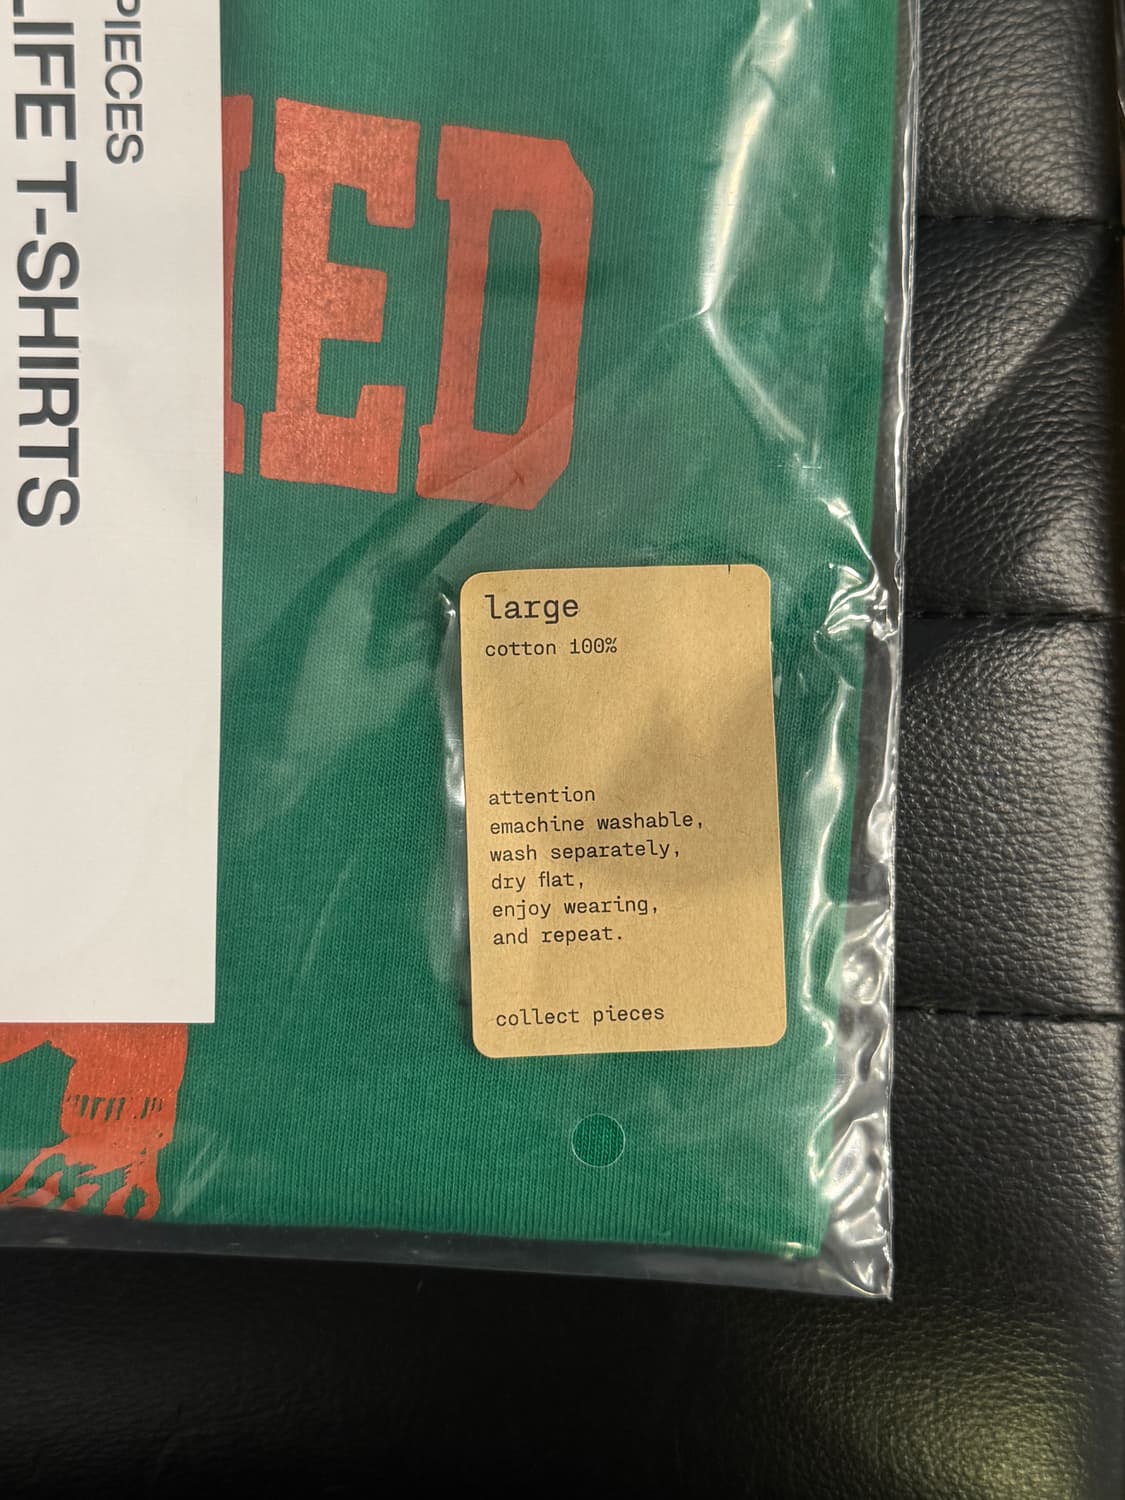 PIECES
LIFE T-SHIRTS
ED
large
cotton 100%
attention
emachine washable,
wash separately,
dry flat,
enjoy wearing,
and repeat.
collect pieces